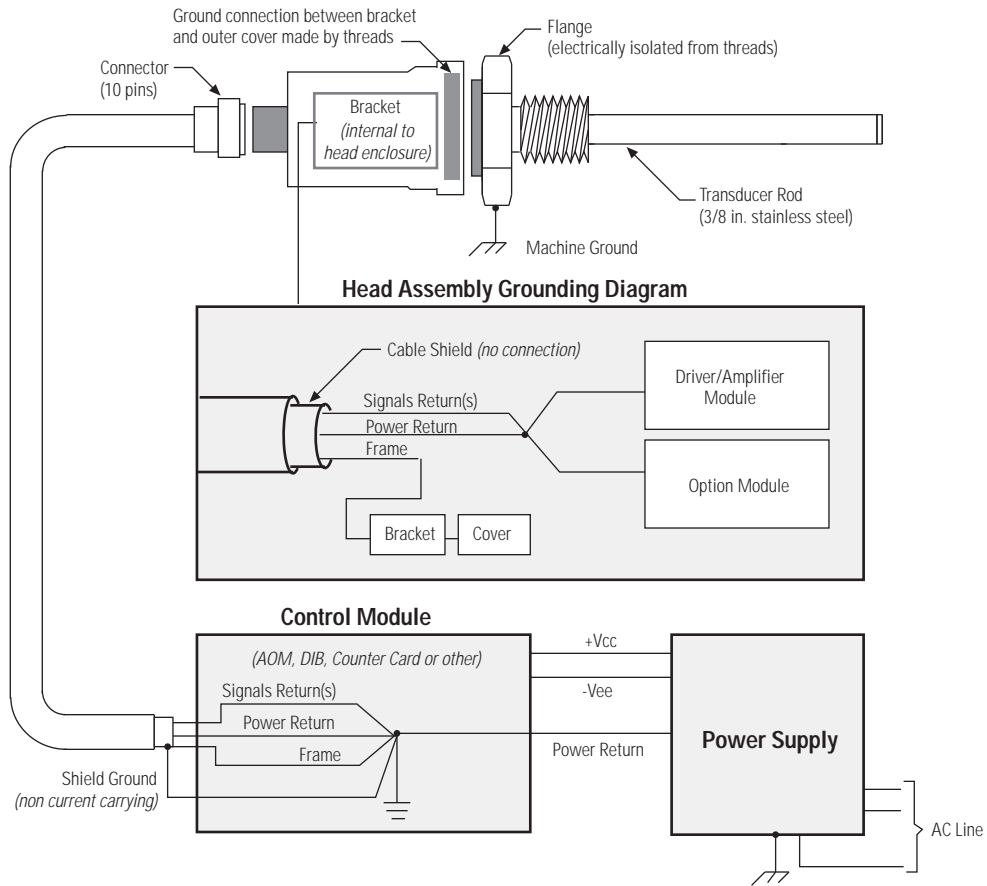 Ground connection between bracket
and outer cover made by threads
Flange
(electrically isolated from threads)
Connector
(10 pins)
Bracket
(internal to
head enclosure)
Transducer Rod
(3/8 in. stainless steel)
Machine Ground
Head Assembly Grounding Diagram
Cable Shield (no connection)
Signals Return(s)
Power Return
Frame
Driver/Amplifier
Module
Option Module
Bracket
Cover
Control Module
(AOM, DIB, Counter Card or other)
Signals Return(s)
Power Return
Frame
Shield Ground
(non current carrying)
+Vcc
-Vee
Power Return
Power Supply
AC Line